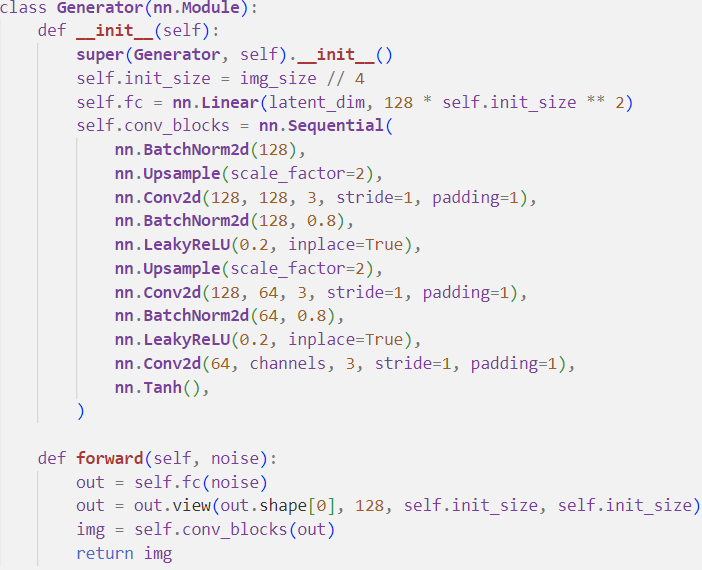 class Generator(nn.Module):
    def __init__(self):
        super(Generator, self).__init__()
        self.init_size = img_size // 4
        self.fc = nn.Linear(latent_dim, 128 * self.init_size ** 2)
        self.conv_blocks = nn.Sequential(
            nn.BatchNorm2d(128),
            nn.Upsample(scale_factor=2),
            nn.Conv2d(128, 128, 3, stride=1, padding=1),
            nn.BatchNorm2d(128, 0.8),
            nn.LeakyReLU(0.2, inplace=True),
            nn.Upsample(scale_factor=2),
            nn.Conv2d(128, 64, 3, stride=1, padding=1),
            nn.BatchNorm2d(64, 0.8),
            nn.LeakyReLU(0.2, inplace=True),
            nn.Conv2d(64, channels, 3, stride=1, padding=1),
            nn.Tanh(),
        )

    def forward(self, noise):
        out = self.fc(noise)
        out = out.view(out.shape[0], 128, self.init_size, self.init_size)
        img = self.conv_blocks(out)
        return img